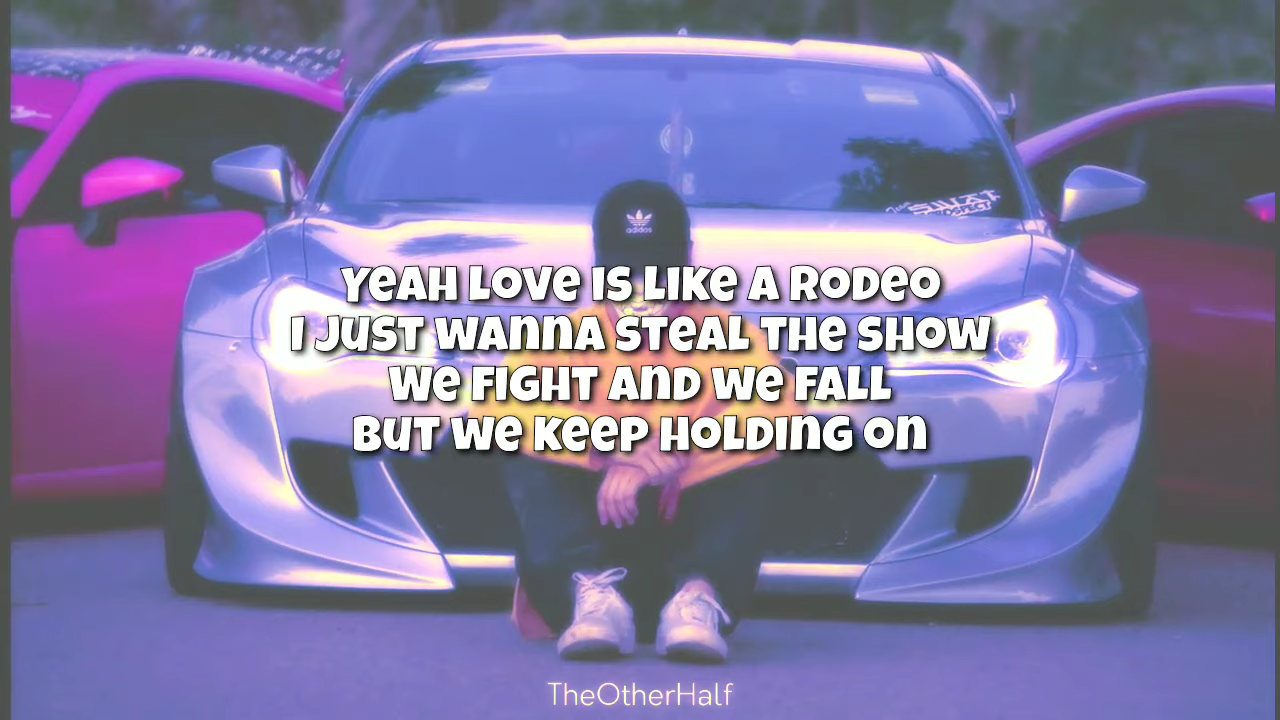 adidas
YEAH LOVE IS LIKE A RODEO
I JUST WANNA STEAL THE SHOW
WE FIGHT AND WE FALL
BUT WE KEEP HOLDING ON
TheOtherHalf